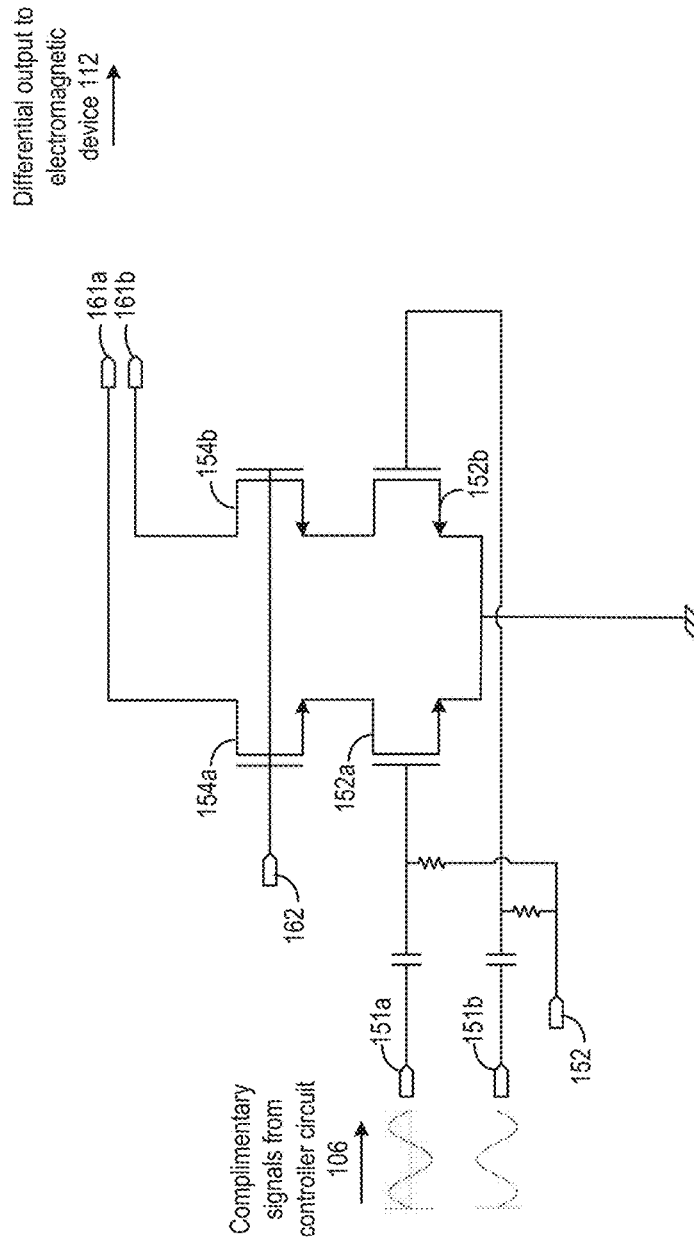 Differential output to
electromagnetic
device 112
161a
161b
154a
154b
152a
152b
162
151a
151b
152
Complimentary
signals from
controller circuit
106